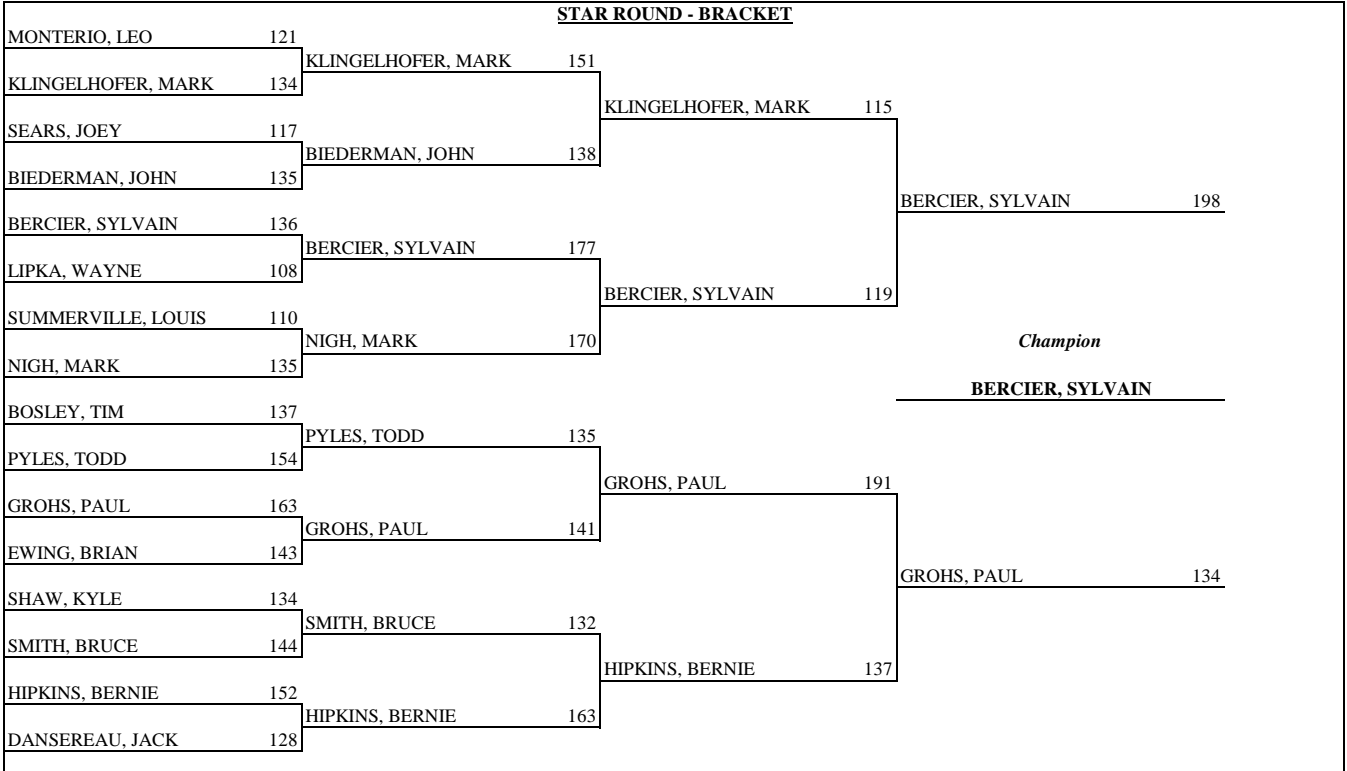 STAR ROUND - BRACKET
MONTERIO, LEO 121
KLINGELHOFER, MARK 151
KLINGELHOFER, MARK 134
KLINGELHOFER, MARK 115
SEARS, JOEY 117
BIEDERMAN, JOHN 138
BIEDERMAN, JOHN 135
BERCIER, SYLVAIN 198
BERCIER, SYLVAIN 136
BERCIER, SYLVAIN 177
LIPKA, WAYNE 108
BERCIER, SYLVAIN 119
SUMMERVILLE, LOUIS 110
NIGH, MARK 170
Champion
NIGH, MARK 135
BERCIER, SYLVAIN
BOSLEY, TIM 137
PYLES, TODD 135
PYLES, TODD 154
GROHS, PAUL 191
GROHS, PAUL 163
GROHS, PAUL 141
EWING, BRIAN 143
GROHS, PAUL 134
SHAW, KYLE 134
SMITH, BRUCE 132
SMITH, BRUCE 144
HIPKINS, BERNIE 137
HIPKINS, BERNIE 152
HIPKINS, BERNIE 163
DANSEREAU, JACK 128